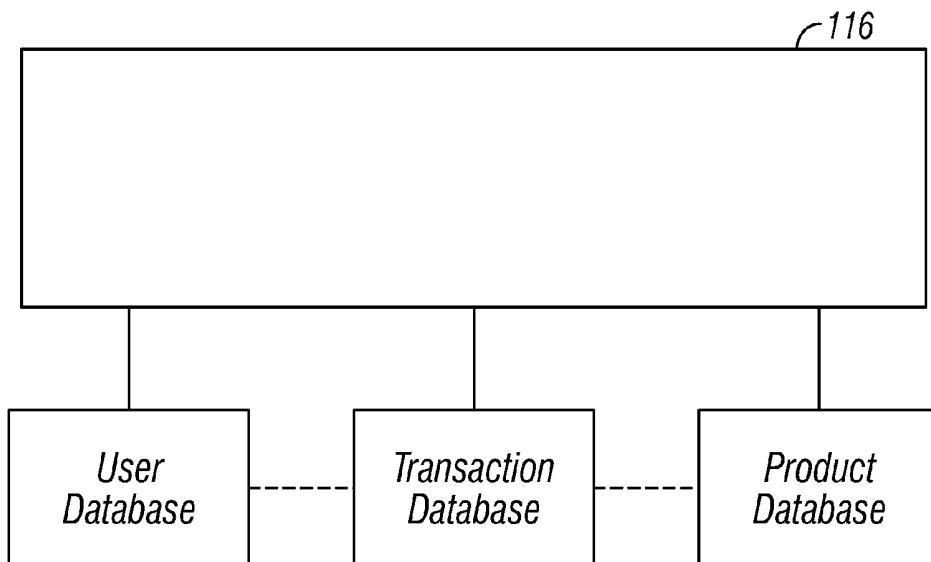 116
User
Database
Transaction
Database
Product
Database